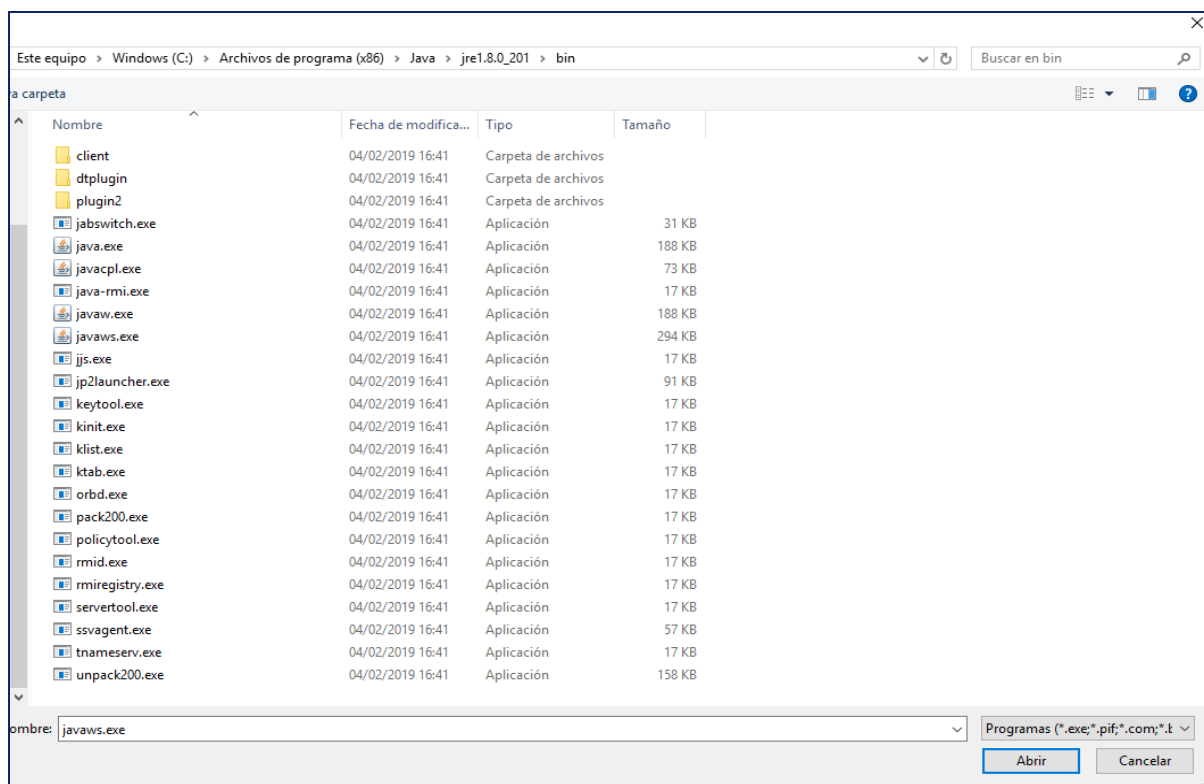 Este equipo > Windows (C:) > Archivos de programa (x86) > Java > jre1.8.0_201 > bin Buscar en bin
va carpeta
Nombre Fecha de modifica... Tipo Tamaño
client 04/02/2019 16:41 Carpeta de archivos
dtplugin 04/02/2019 16:41 Carpeta de archivos
plugin2 04/02/2019 16:41 Carpeta de archivos
jabswitch.exe 04/02/2019 16:41 Aplicación 31 KB
java.exe 04/02/2019 16:41 Aplicación 188 KB
javacpl.exe 04/02/2019 16:41 Aplicación 73 KB
java-rmi.exe 04/02/2019 16:41 Aplicación 17 KB
javaw.exe 04/02/2019 16:41 Aplicación 188 KB
javaws.exe 04/02/2019 16:41 Aplicación 294 KB
jjs.exe 04/02/2019 16:41 Aplicación 17 KB
jp2launcher.exe 04/02/2019 16:41 Aplicación 91 KB
keytool.exe 04/02/2019 16:41 Aplicación 17 KB
kinit.exe 04/02/2019 16:41 Aplicación 17 KB
klist.exe 04/02/2019 16:41 Aplicación 17 KB
ktab.exe 04/02/2019 16:41 Aplicación 17 KB
orbd.exe 04/02/2019 16:41 Aplicación 17 KB
pack200.exe 04/02/2019 16:41 Aplicación 17 KB
policytool.exe 04/02/2019 16:41 Aplicación 17 KB
rmid.exe 04/02/2019 16:41 Aplicación 17 KB
rmiregistry.exe 04/02/2019 16:41 Aplicación 17 KB
servertool.exe 04/02/2019 16:41 Aplicación 17 KB
ssvagent.exe 04/02/2019 16:41 Aplicación 57 KB
tnameserv.exe 04/02/2019 16:41 Aplicación 17 KB
unpack200.exe 04/02/2019 16:41 Aplicación 158 KB
ombre: javaws.exe Programas (*.exe;*.pif;*.com;*.b
Abrir Cancelar